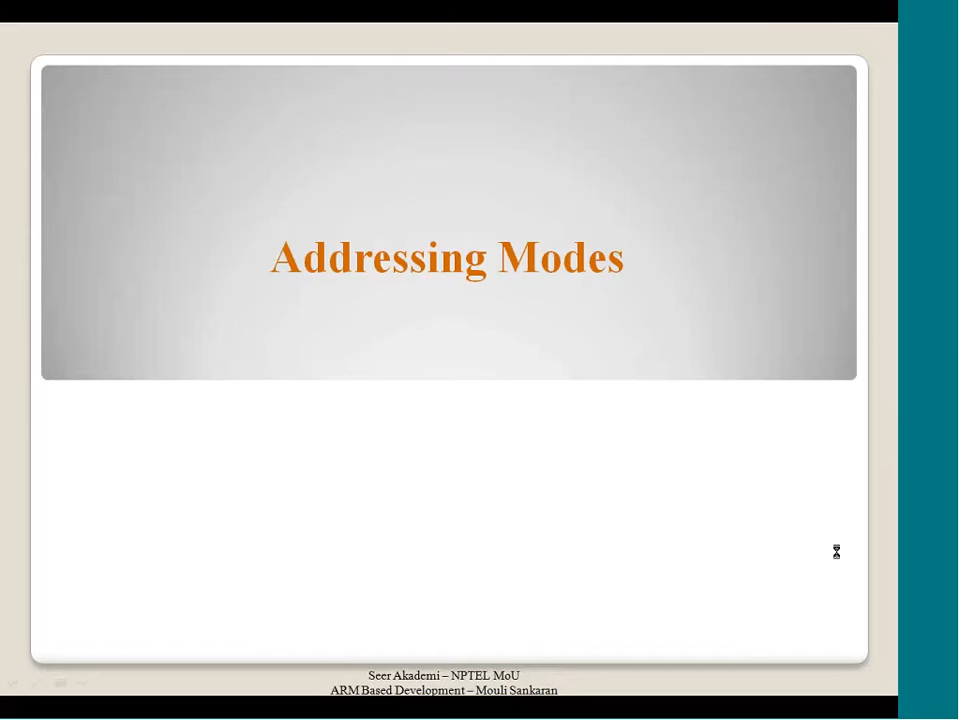 Addressing Modes
Seer Akademi – NPTEL MoU
ARM Based Development – Mouli Sankaran